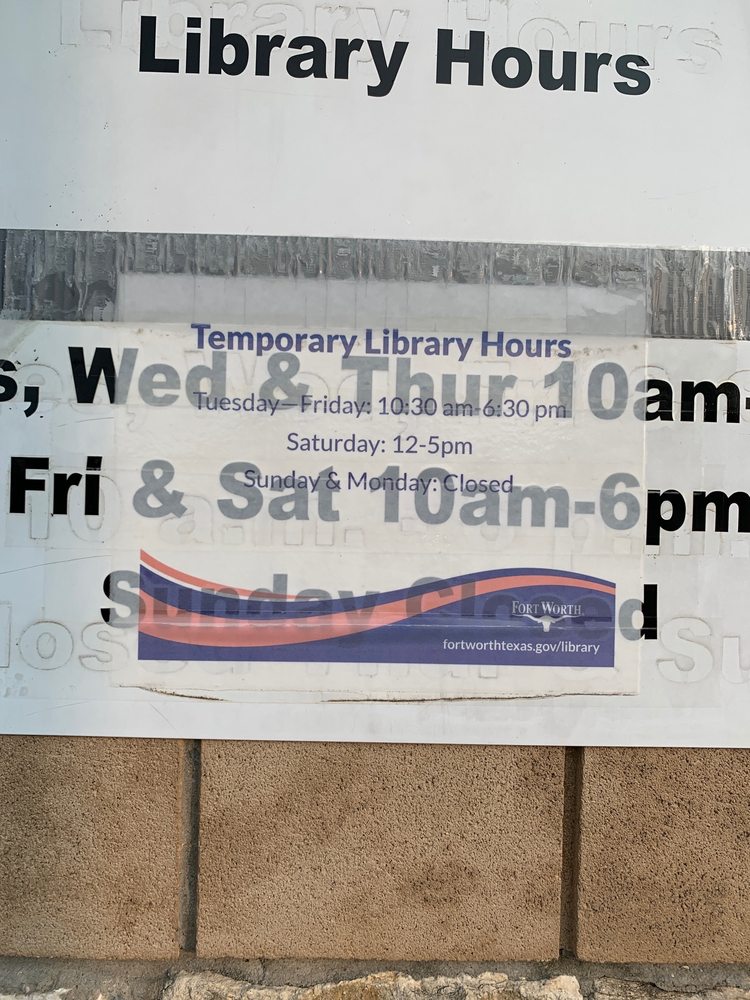 Library Hours
Temporary Library Hours
s, Wed & Thur 10am-
Tuesday—Friday: 10:30 am-6:30 pm
Saturday: 12-5pm
Fri & Sat 10am-6pm
Sunday & Monday: Closed
Sunday Closed
FORT WORTH.
fortworthtexas.gov/library